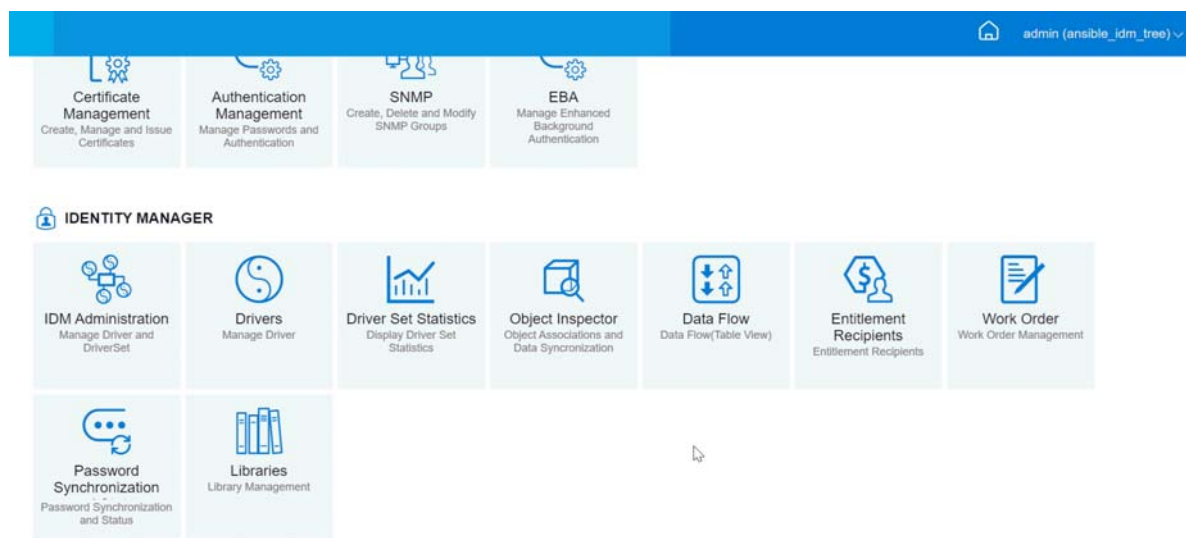 admin (ansible_idm_tree)
Certificate
Management
Create, Manage and Issue
Certificates
Authentication
Management
Manage Passwords and
Authentication
SNMP
Create, Delete and Modify
SNMP Groups
EBA
Manage Enhanced
Background
Authentication
IDENTITY MANAGER
IDM Administration
Manage Driver and
DriverSet
Drivers
Manage Driver
Driver Set Statistics
Display Driver Set
Statistics
Object Inspector
Object Associations and
Data Syncronization
Data Flow
Data Flow(Table View)
Entitlement
Recipients
Entitlement Recipients
Work Order
Work Order Management
Password
Synchronization
Password Synchronization
and Status
Libraries
Library Management